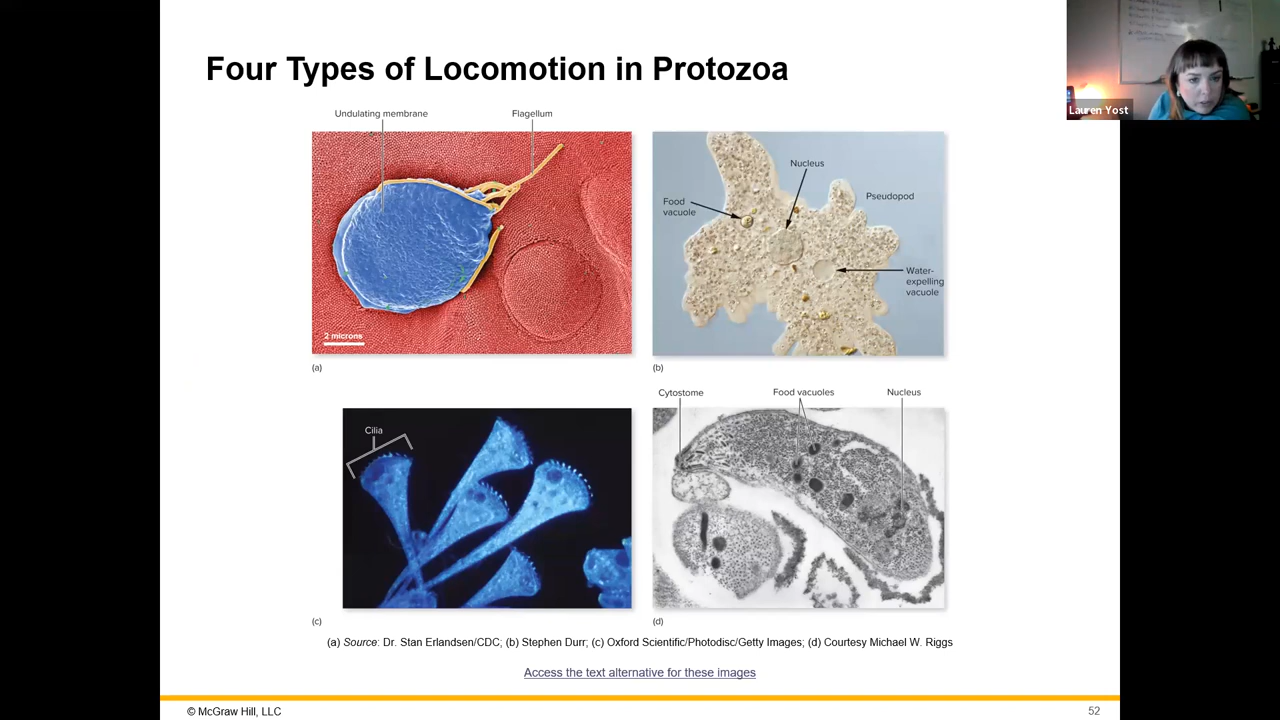 Four Types of Locomotion in Protozoa
Lauren Yost
Undulating membrane
Flagellum
2 microns
(a)
Nucleus
Food
vacuole
Pseudopod
Water-
expelling
vacuole
(b)
Cilia
(c)
Cytostome
Food vacuoles
Nucleus
(d)
(a) Source: Dr. Stan Erlandsen/CDC; (b) Stephen Durr; (c) Oxford Scientific/Photodisc/Getty Images; (d) Courtesy Michael W. Riggs
Access the text alternative for these images
© McGraw Hill, LLC
52